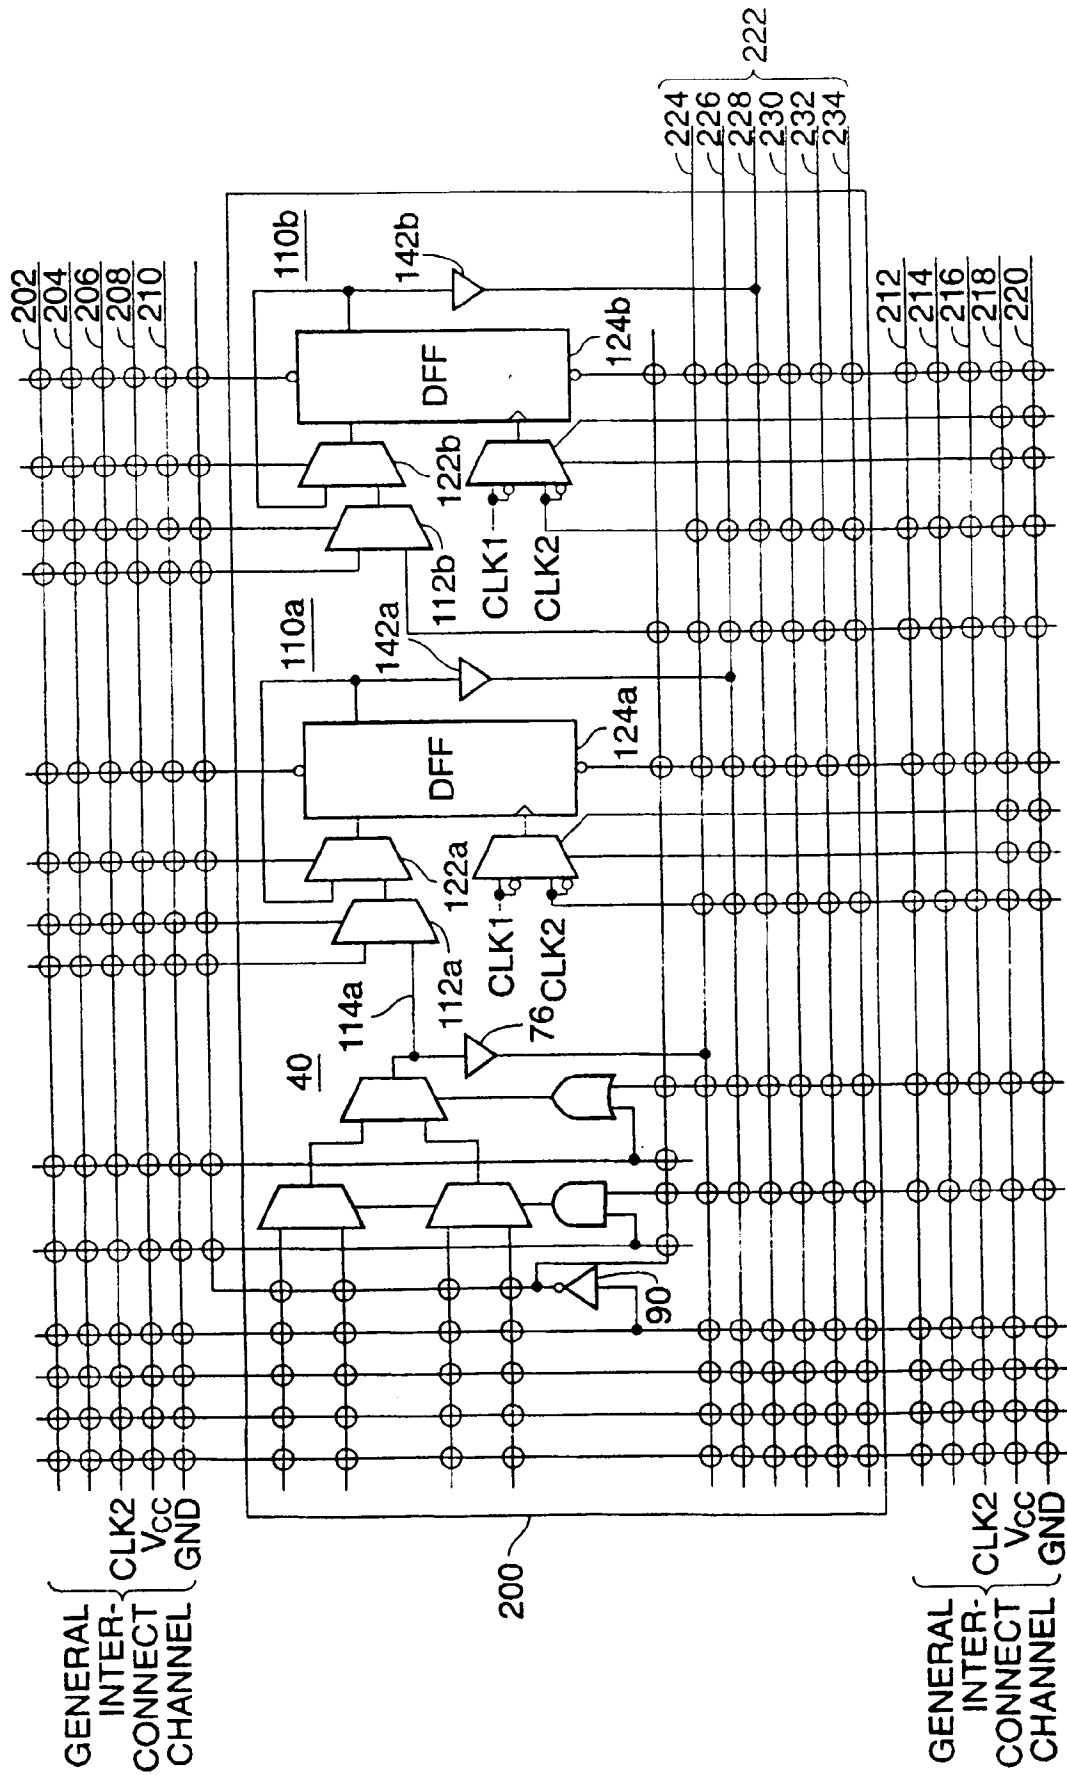 202
204
206
208
210
110b
142b
DFF
124b
122b
112b
CLK1
CLK2
224
226
228
230
232
234
222
212
214
216
218
220
110a
142a
DFF
124a
122a
112a
CLK1
CLK2
114a
76
40
90
200
GENERAL
INTER-
CONNECT
CHANNEL
CLK2
VCC
GND
GENERAL
INTER-
CONNECT
CHANNEL
CLK2
VCC
GND